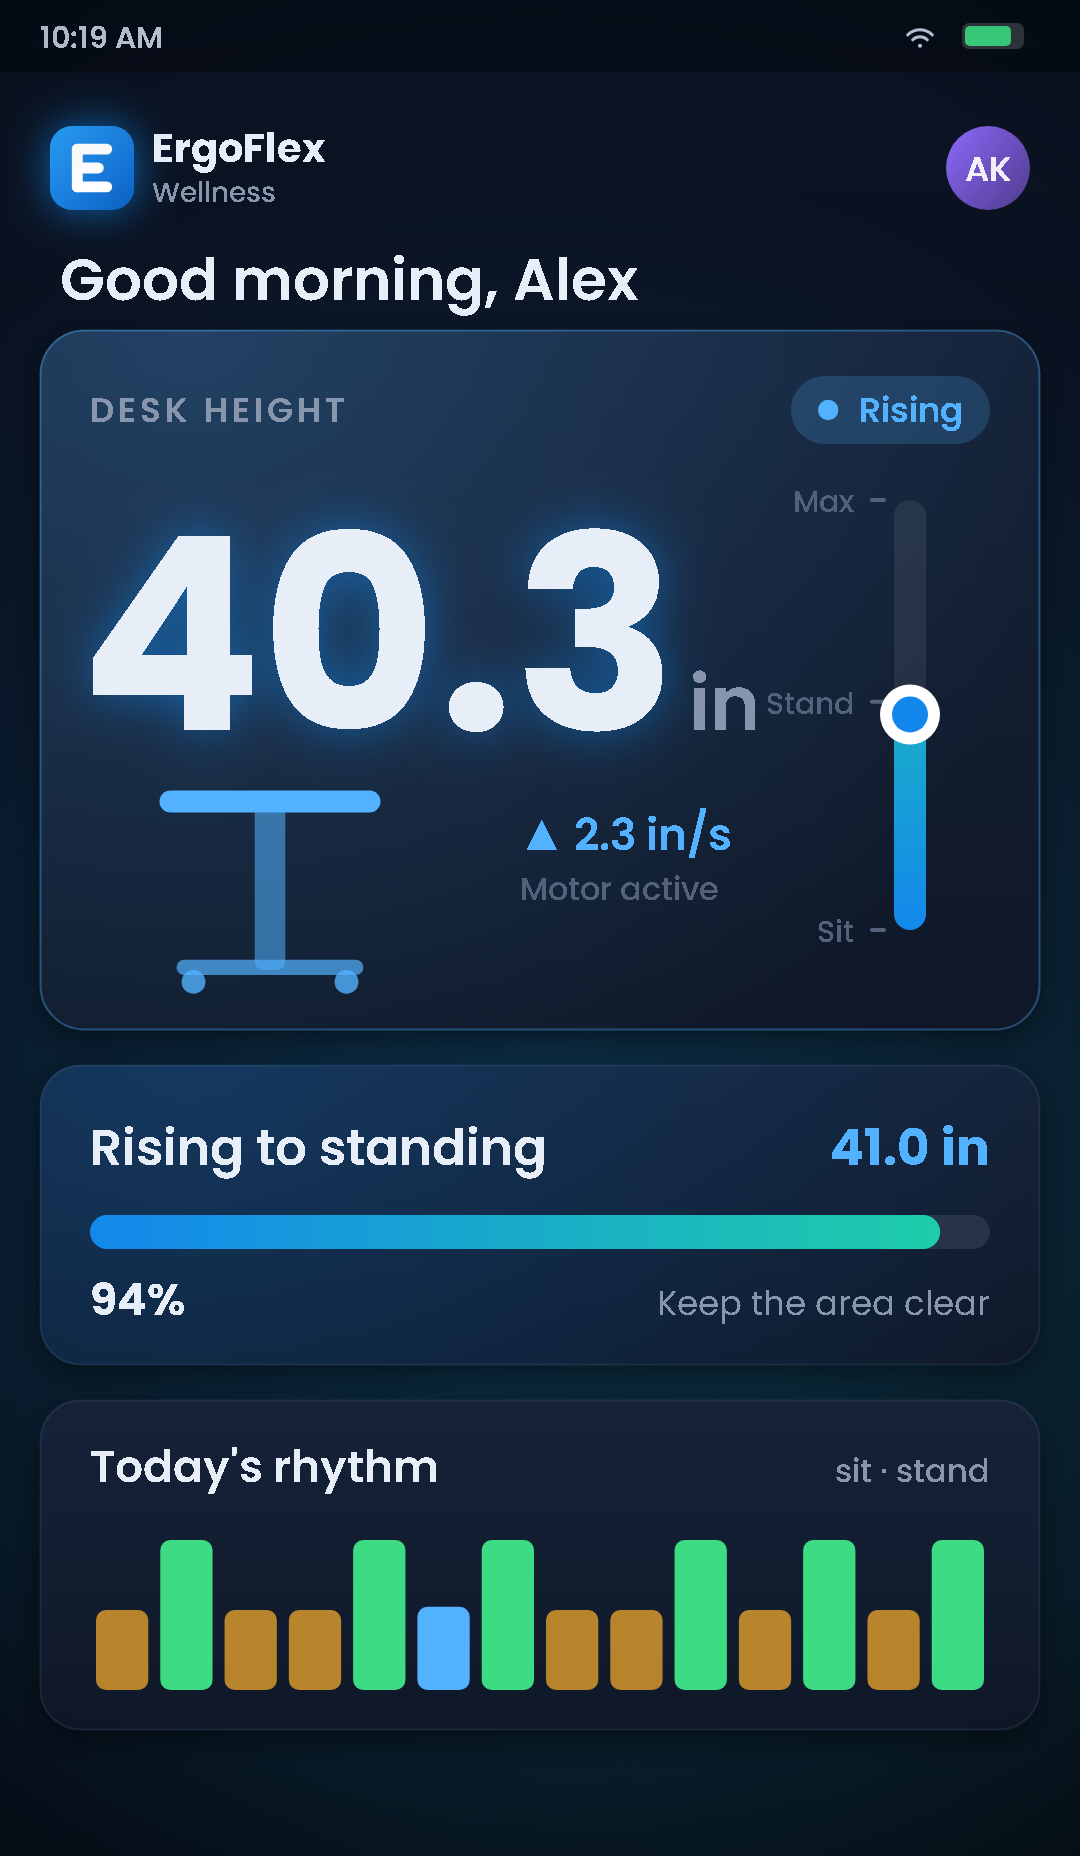 10:19 AM
E
ErgoFlex
Wellness
AK
Good morning, Alex
DESK HEIGHT
Rising
Max
40.3 in
Stand
▲ 2.3 in/s
Motor active
Sit
Rising to standing
41.0 in
94%
Keep the area clear
Today's rhythm
sit · stand